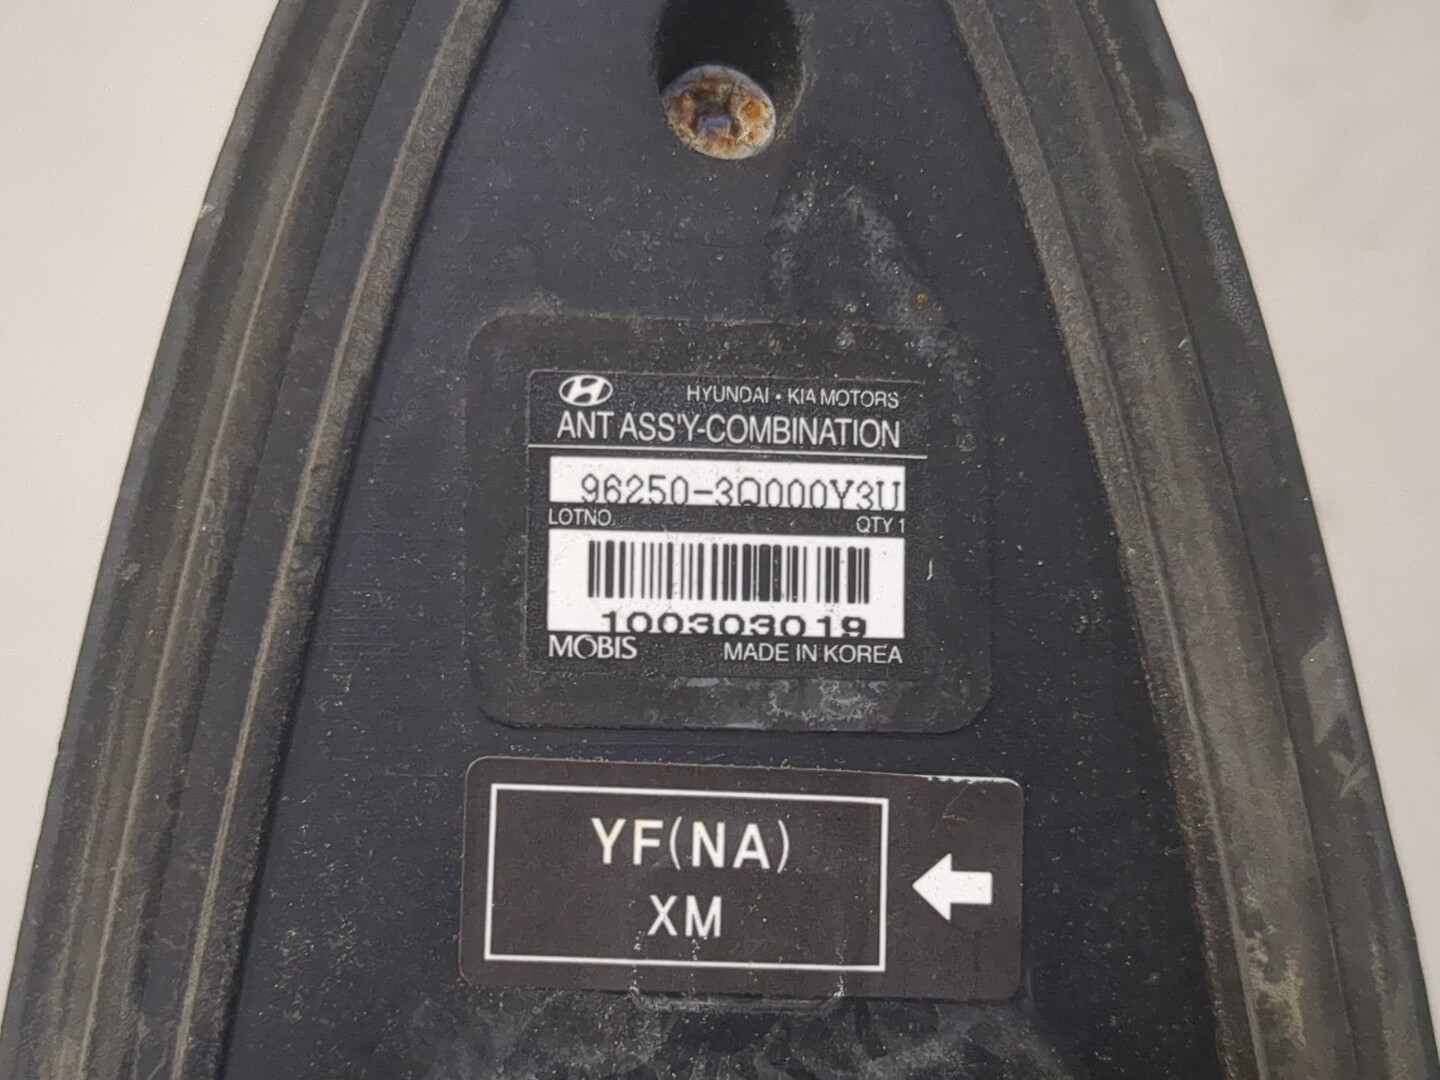 HYUNDAI • KIA MOTORS
ANT ASS'Y-COMBINATION
96250-3Q000Y3U
LOTNO. QTY 1
100303019
MOBIS MADE IN KOREA
YF(NA)
XM